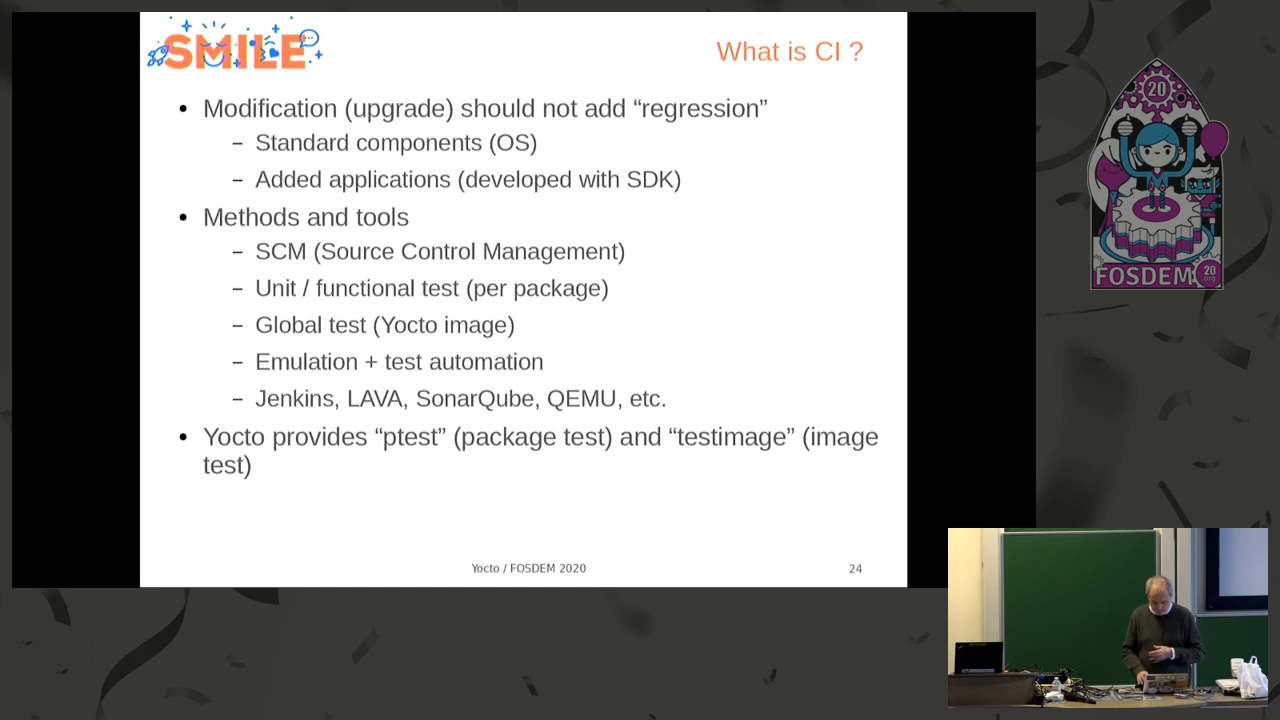 SMILE
What is CI ?
• Modification (upgrade) should not add “regression”
– Standard components (OS)
– Added applications (developed with SDK)
• Methods and tools
– SCM (Source Control Management)
– Unit / functional test (per package)
– Global test (Yocto image)
– Emulation + test automation
– Jenkins, LAVA, SonarQube, QEMU, etc.
• Yocto provides “ptest” (package test) and “testimage” (image
test)
Yocto / FOSDEM 2020
24
20
FOSDEM
20
org